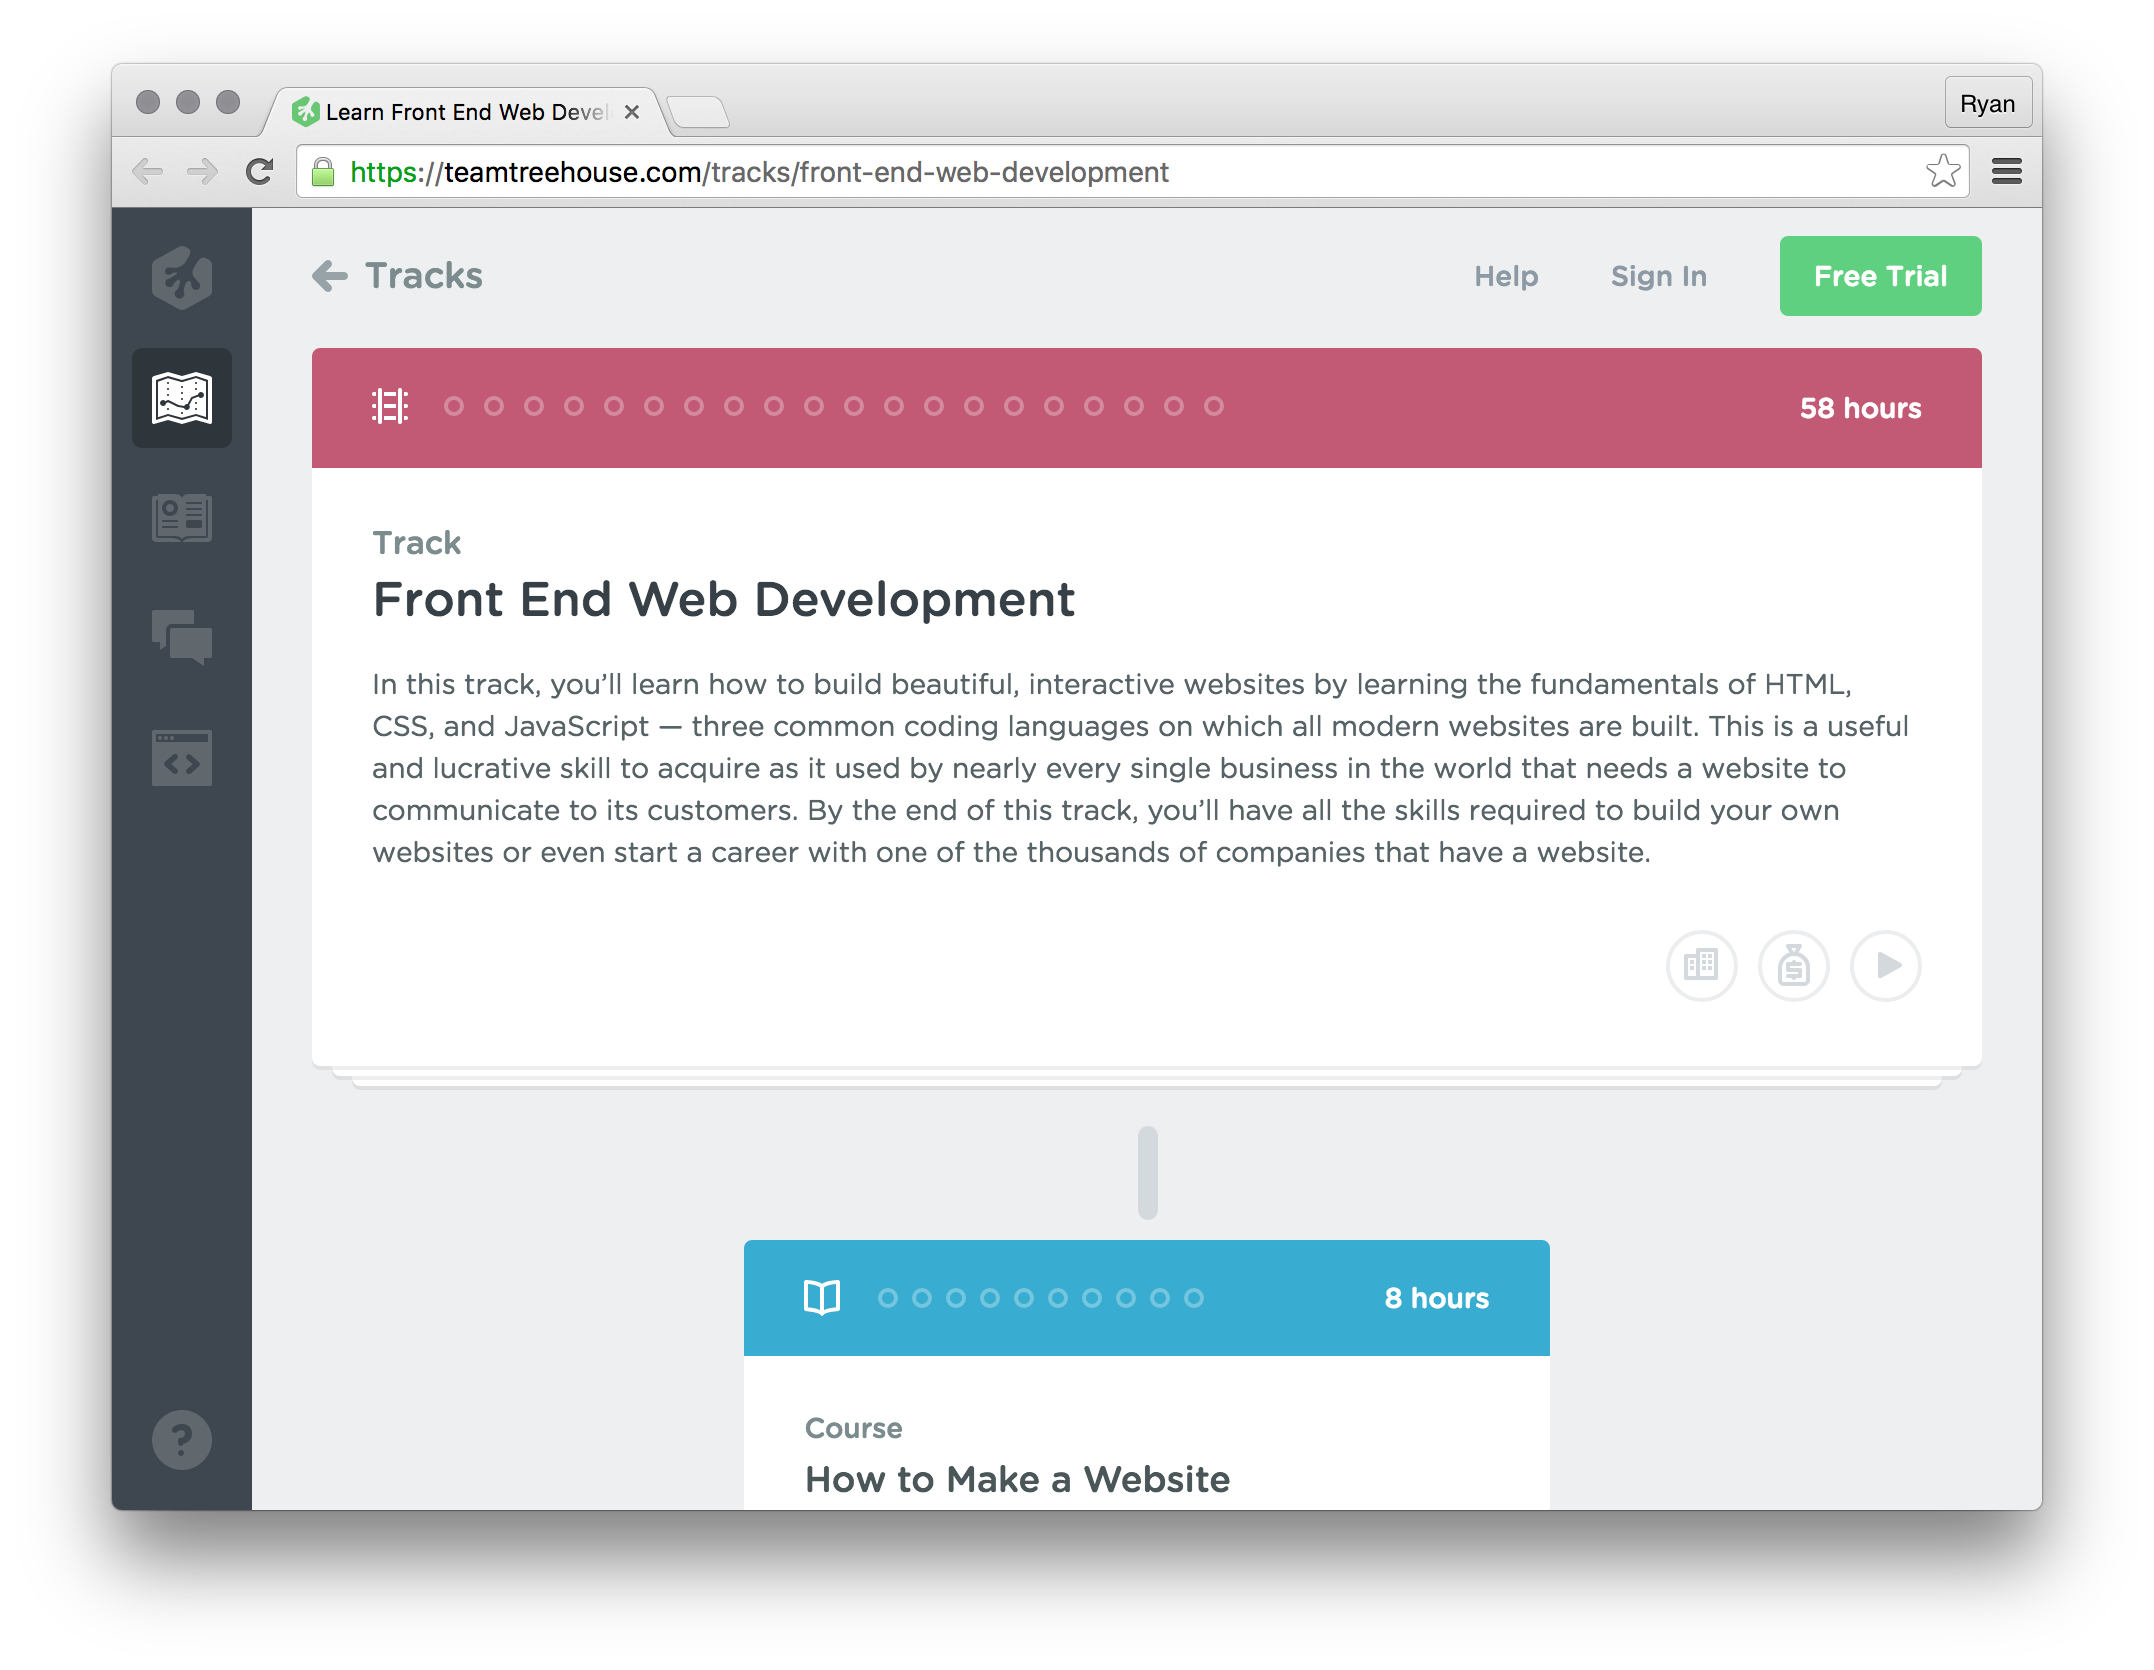 Learn Front End Web Devel
Ryan
https://teamtreehouse.com/tracks/front-end-web-development
Tracks
Help
Sign In
Free Trial
58 hours
Track
Front End Web Development
In this track, you’ll learn how to build beautiful, interactive websites by learning the fundamentals of HTML,
CSS, and JavaScript — three common coding languages on which all modern websites are built. This is a useful
and lucrative skill to acquire as it used by nearly every single business in the world that needs a website to
communicate to its customers. By the end of this track, you’ll have all the skills required to build your own
websites or even start a career with one of the thousands of companies that have a website.
8 hours
Course
How to Make a Website